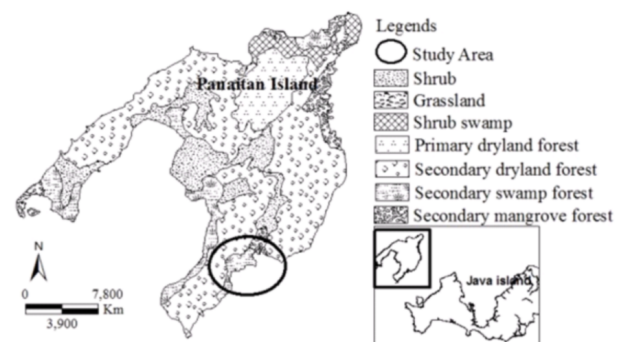 Panaitan Island
N
0 7,800
Km
3,900
Legends
Study Area
Shrub
Grassland
Shrub swamp
Primary dryland forest
Secondary dryland forest
Secondary swamp forest
Secondary mangrove forest
Java island